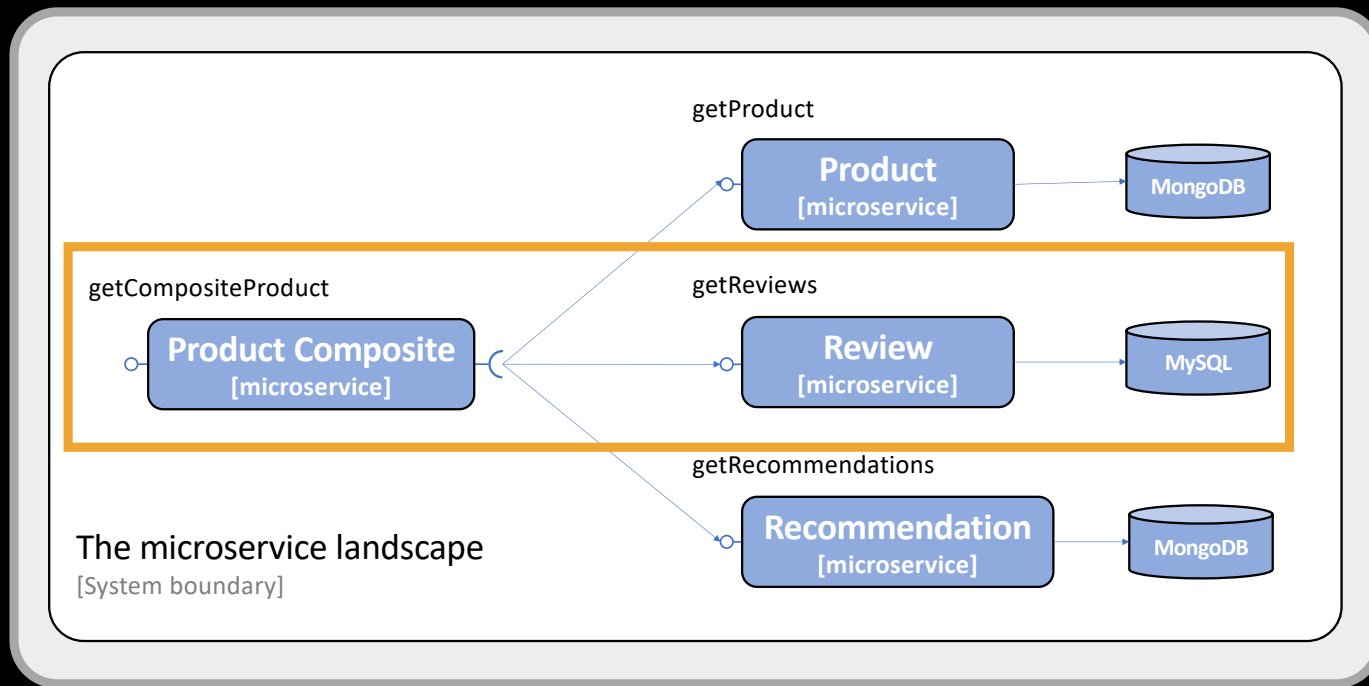 getProduct
Product
[microservice]
MongoDB
getCompositeProduct
Product Composite
[microservice]
getReviews
Review
[microservice]
MySQL
getRecommendations
Recommendation
[microservice]
MongoDB
The microservice landscape
[System boundary]